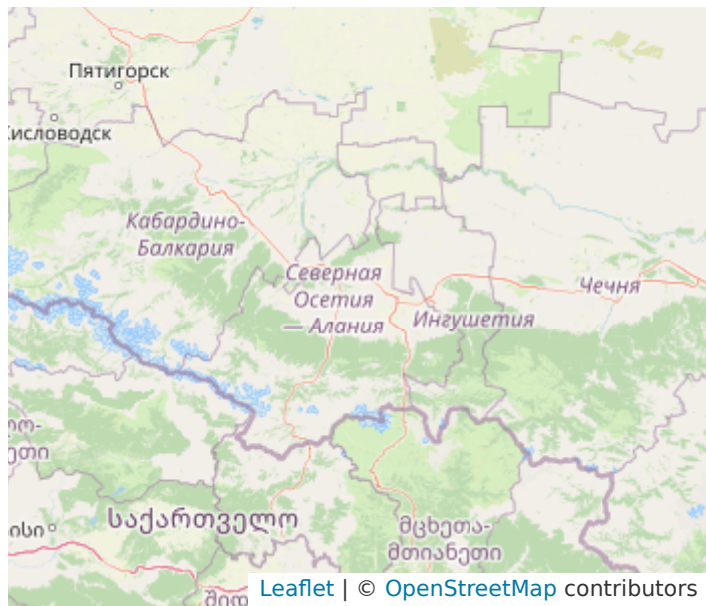 Пятигорск
Кисловодск
Кабардино-
Балкария
Северная
Осетия
— Алания
Чечня
Ингушетия
საქართველო
მცხეთა-
მთიანეთი
Leaflet | © OpenStreetMap contributors